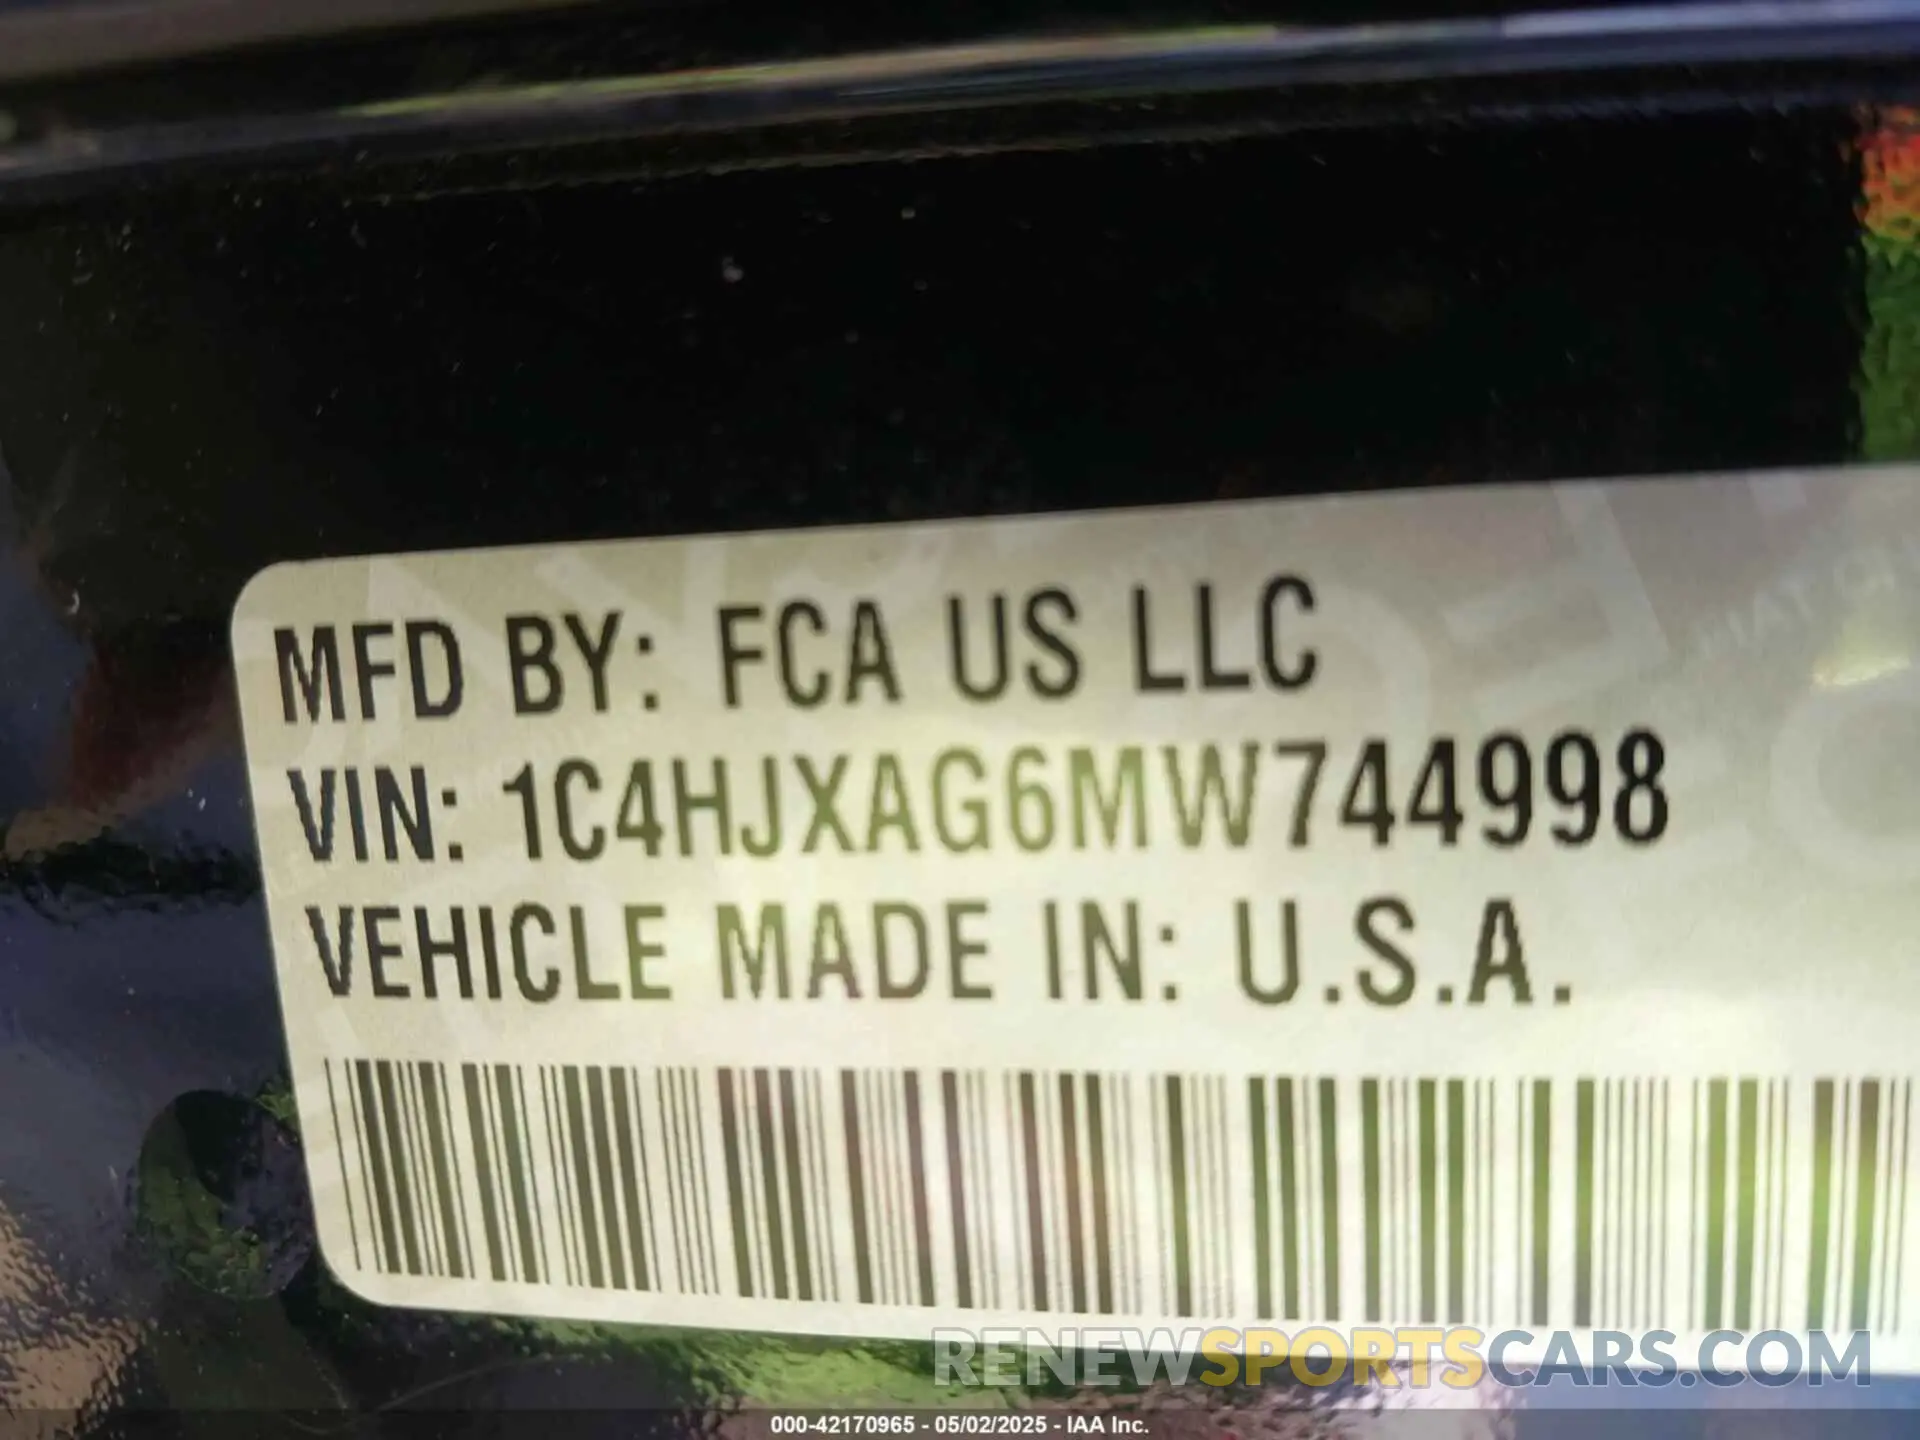 MFD BY: FCA US LLC
VIN: 1C4HJXAG6MW744998
VEHICLE MADE IN: U.S.A.
RENEWSPORTSCARS.COM
000-42170965 - 05/02/2025 - IAA Inc.